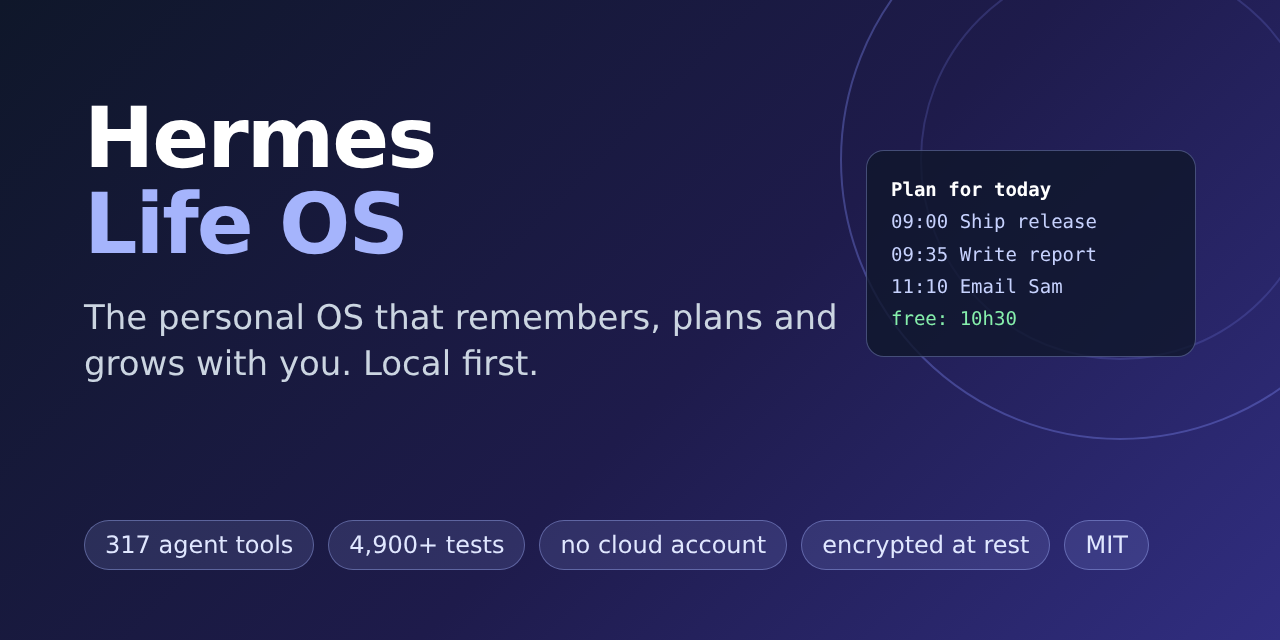 Hermes
Life OS
The personal OS that remembers, plans and
grows with you. Local first.
Plan for today
09:00 Ship release
09:35 Write report
11:10 Email Sam
free: 10h30
317 agent tools
4,900+ tests
no cloud account
encrypted at rest
MIT